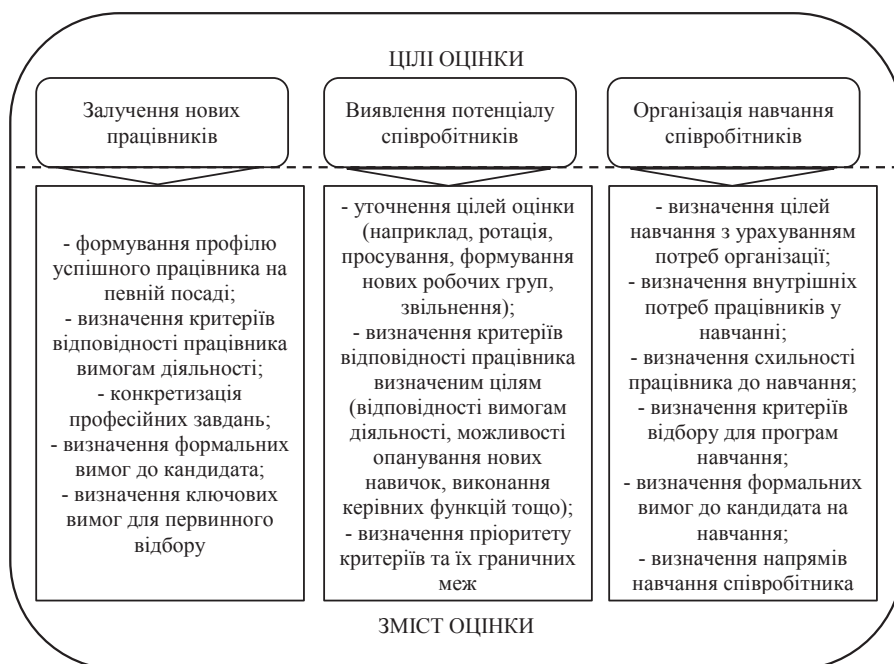 ЦІЛІ ОЦІНКИ
Залучення нових
працівників
Виявлення потенціалу
співробітників
Організація навчання
співробітників
- формування профілю
успішного працівника на
певній посаді;
- визначення критеріїв
відповідності працівника
вимогам діяльності;
- конкретизація
професійних завдань;
- визначення формальних
вимог до кандидата;
- визначення ключових
вимог для первинного
відбору
- уточнення цілей оцінки
(наприклад, ротація,
просування, формування
нових робочих груп,
звільнення);
- визначення критеріїв
відповідності працівника
визначеним цілям
(відповідності вимогам
діяльності, можливості
опанування нових
навичок, виконання
керівних функцій тощо);
- визначення пріоритету
критеріїв та їх граничних
меж
- визначення цілей
навчання з урахуванням
потреб організації;
- визначення внутрішніх
потреб працівників у
навчанні;
- визначення схильності
працівника до навчання;
- визначення критеріїв
відбору для програм
навчання;
- визначення формальних
вимог до кандидата на
навчання;
- визначення напрямів
навчання співробітника
ЗМІСТ ОЦІНКИ